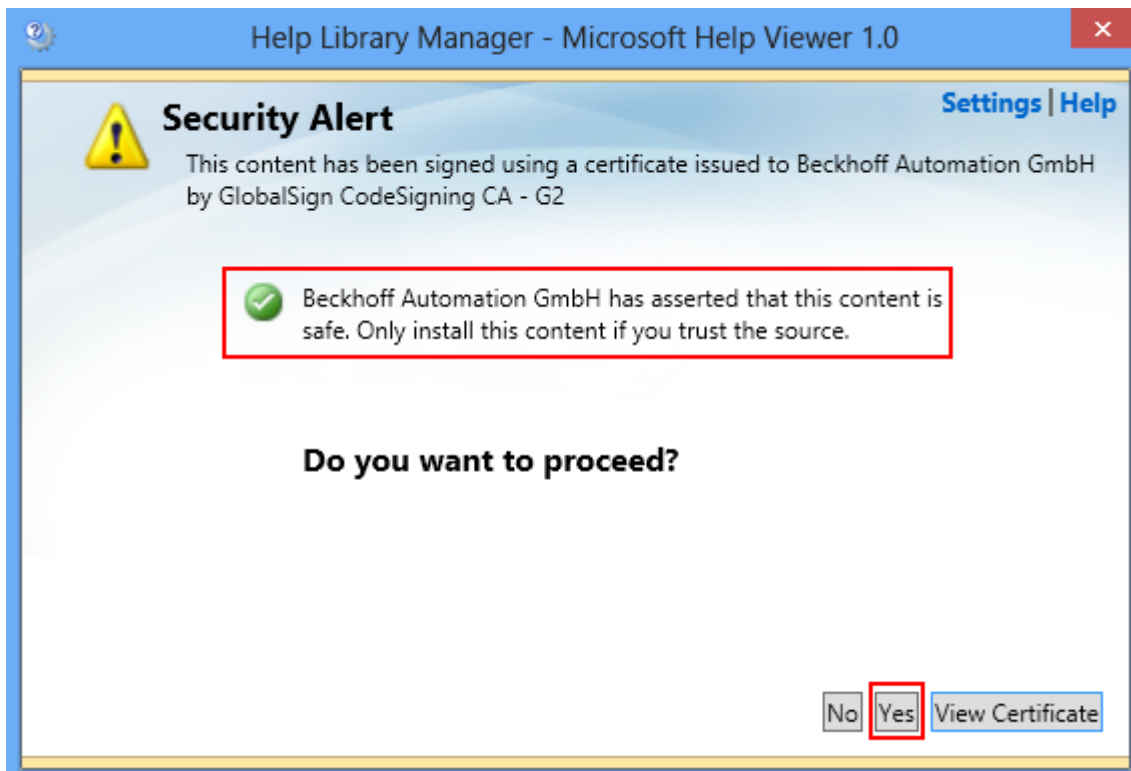 Help Library Manager - Microsoft Help Viewer 1.0
Settings | Help
Security Alert
This content has been signed using a certificate issued to Beckhoff Automation GmbH
by GlobalSign CodeSigning CA - G2
Beckhoff Automation GmbH has asserted that this content is
safe. Only install this content if you trust the source.
Do you want to proceed?
No Yes View Certificate